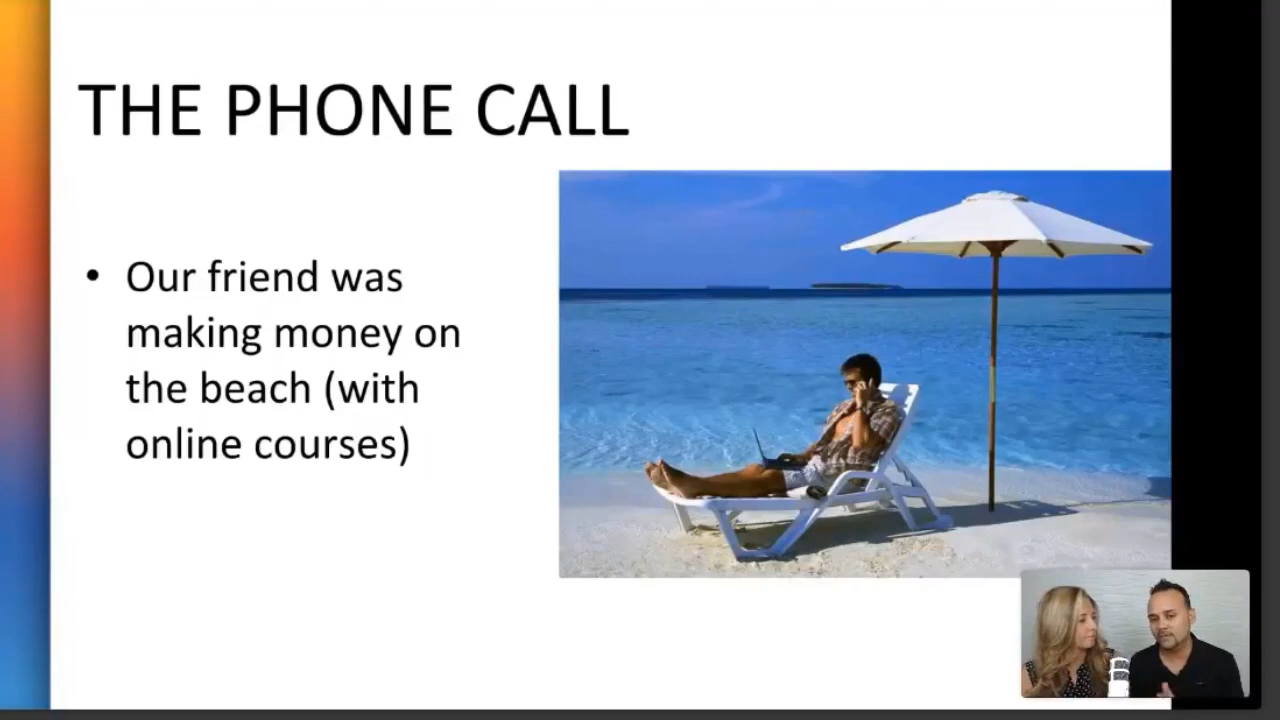 THE PHONE CALL
• Our friend was
making money on
the beach (with
online courses)